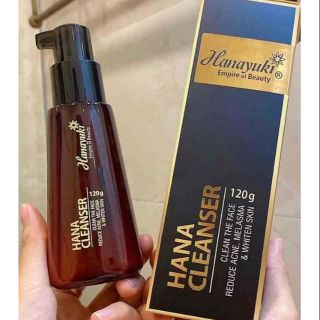 Hanayuki
Empire of Beauty
HANA
CLEANSER
120g
CLEAN THE FACE
REDUCE ACNE, MELASMA
& WHITEN SKIN
Hanayuki®
Empire of Beauty
HANA
CLEANSER
120g
CLEAN THE FACE
REDUCE ACNE, MELASMA
& WHITEN SKIN